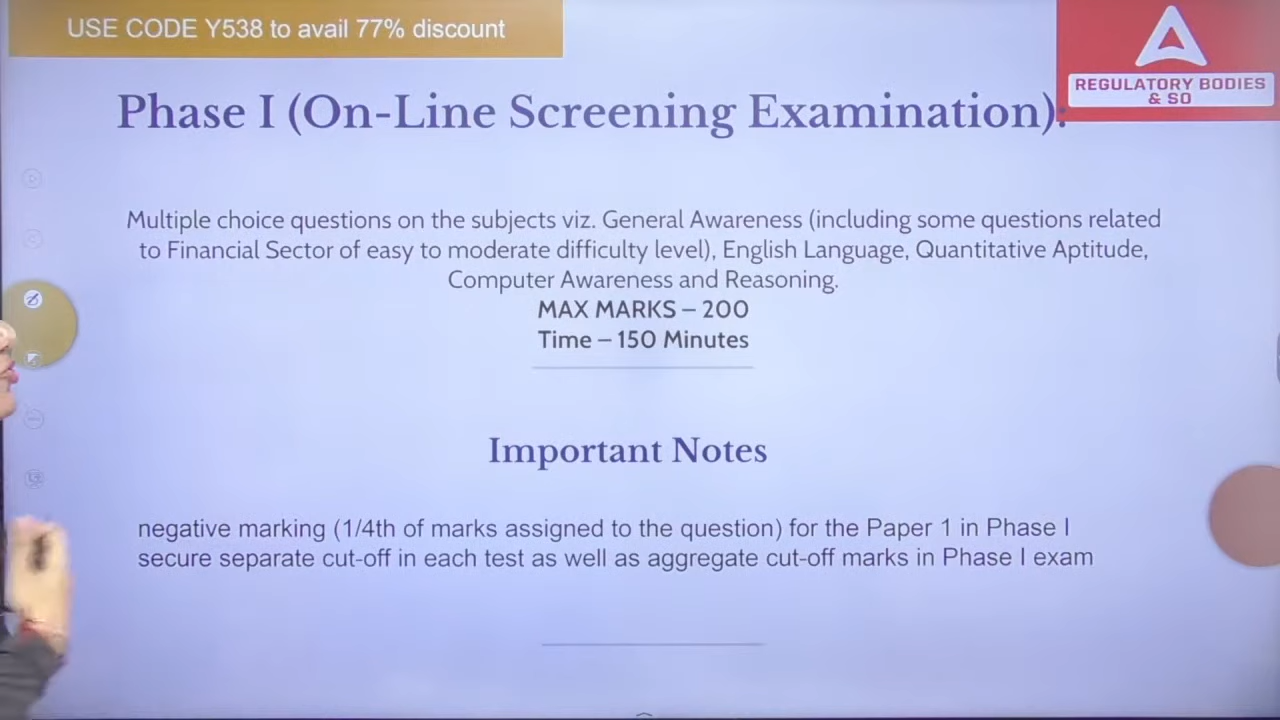 USE CODE Y538 to avail 77% discount
REGULATORY BODIES
& SO
Phase I (On-Line Screening Examination):
Multiple choice questions on the subjects viz. General Awareness (including some questions related
to Financial Sector of easy to moderate difficulty level), English Language, Quantitative Aptitude,
Computer Awareness and Reasoning.
MAX MARKS – 200
Time – 150 Minutes
Important Notes
negative marking (1/4th of marks assigned to the question) for the Paper 1 in Phase I
secure separate cut-off in each test as well as aggregate cut-off marks in Phase I exam